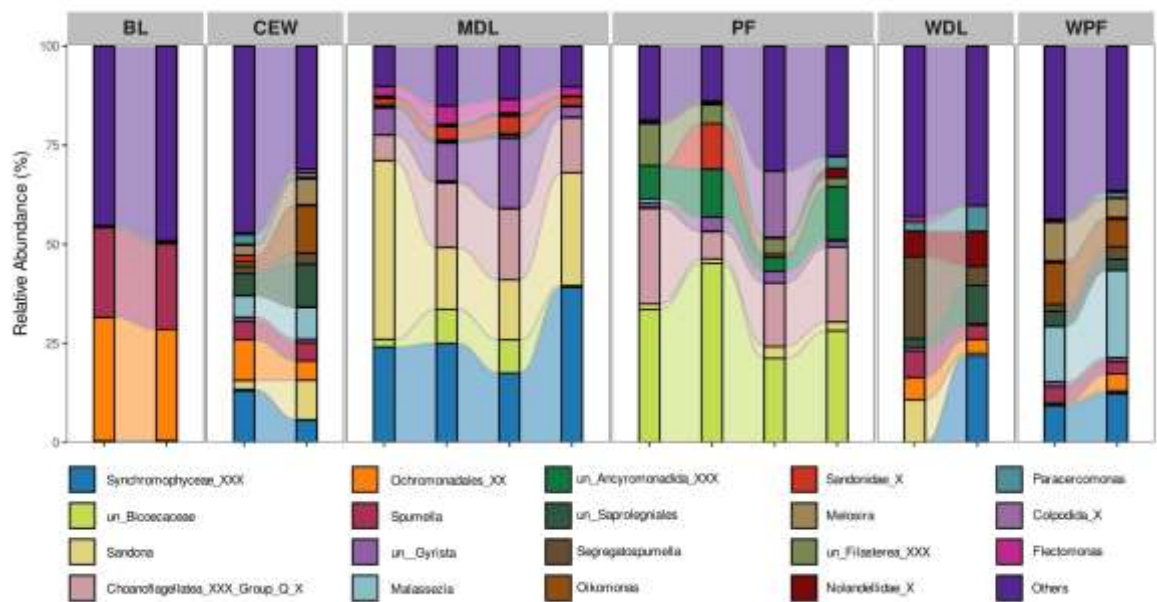 BL CEW MDL PF WDL WPF
Relative Abundance (%)
100
75
50
25
0
Synchromophyceae_XXX Ochromonadales_XX un_Ancyromonadida_XXX Sandonidae_X Paracercomonas
un_Bicoecaceae Spumella un_Saprolegniales Melosira Colpodida_X
Sandona un__Gyrista Segregatospumella un_Filasterea_XXX Flectomonas
Choanoflagellatea_XXX_Group_Q_X Malassezia Oikomonas Nolandellidae_X Others